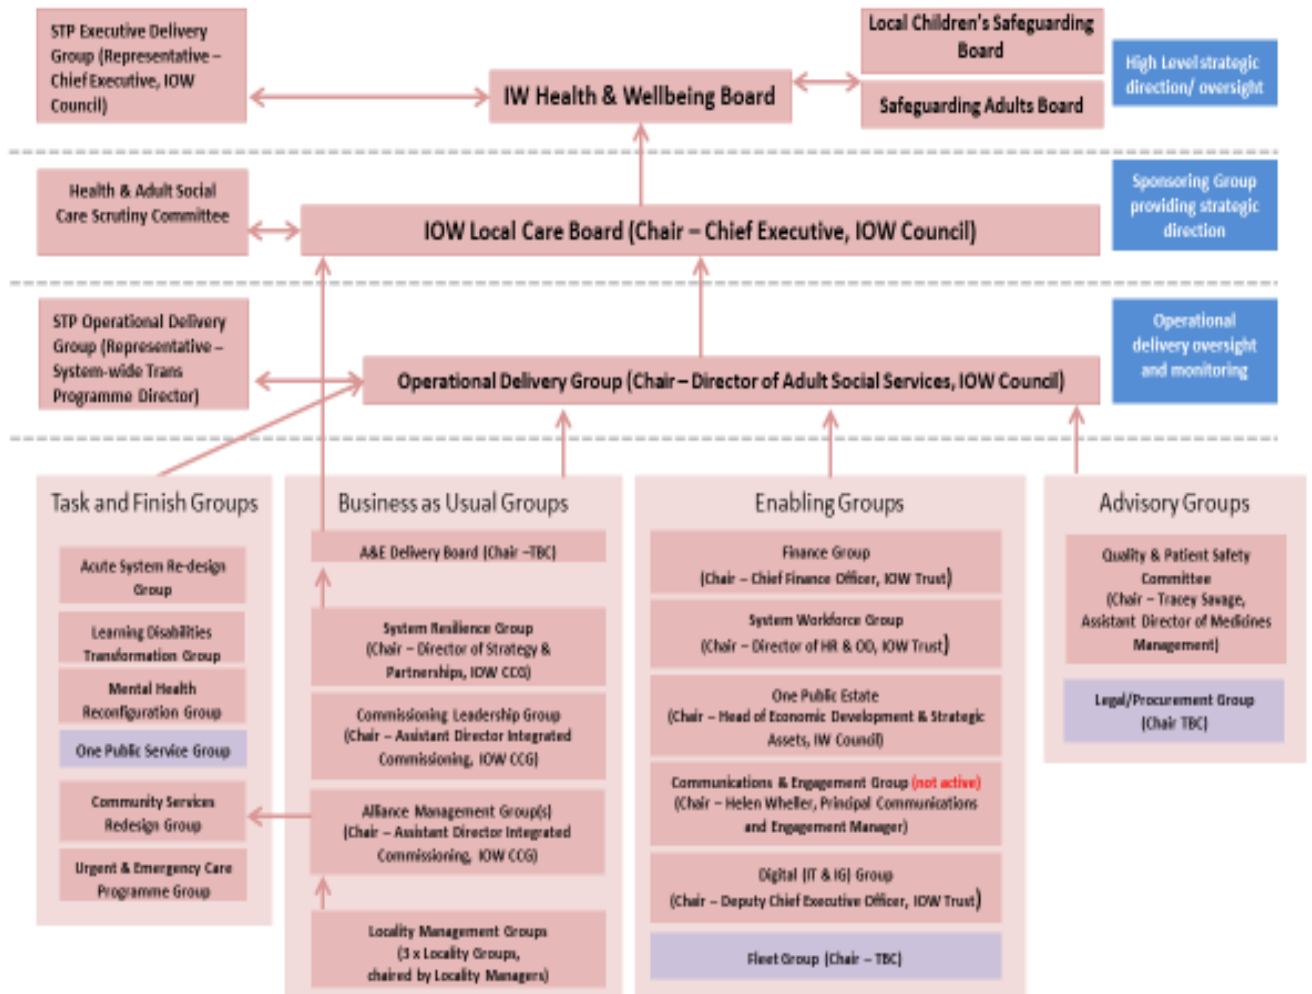 STP Executive Delivery
Group (Representative –
Chief Executive, IOW
Council)
IW Health & Wellbeing Board
Local Children's Safeguarding
Board
Safeguarding Adults Board
High Level strategic
direction/ oversight
Health & Adult Social
Care Scrutiny Committee
IOW Local Care Board (Chair – Chief Executive, IOW Council)
Sponsoring Group
providing strategic
direction
STP Operational Delivery
Group (Representative –
System-wide Trans
Programme Director)
Operational Delivery Group (Chair – Director of Adult Social Services, IOW Council)
Operational
delivery oversight
and monitoring
Task and Finish Groups
Acute System Re-design
Group
Learning Disabilities
Transformation Group
Mental Health
Reconfiguration Group
One Public Service Group
Community Services
Redesign Group
Urgent & Emergency Care
Programme Group
Business as Usual Groups
A&E Delivery Board (Chair –TBC)
System Resilience Group
(Chair – Director of Strategy &
Partnerships, IOW CCG)
Commissioning Leadership Group
(Chair – Assistant Director Integrated
Commissioning, IOW CCG)
Alliance Management Group(s)
(Chair – Assistant Director Integrated
Commissioning, IOW CCG)
Locality Management Groups
(3 x Locality Groups,
chaired by Locality Managers)
Enabling Groups
Finance Group
(Chair – Chief Finance Officer, IOW Trust)
System Workforce Group
(Chair – Director of HR & OD, IOW Trust)
One Public Estate
(Chair – Head of Economic Development & Strategic
Assets, IW Council)
Communications & Engagement Group (not active)
(Chair – Helen Wheller, Principal Communications
and Engagement Manager)
Digital (IT & IG) Group
(Chair – Deputy Chief Executive Officer, IOW Trust)
Fleet Group (Chair – TBC)
Advisory Groups
Quality & Patient Safety
Committee
(Chair – Tracey Savage,
Assistant Director of Medicines
Management)
Legal/Procurement Group
(Chair TBC)